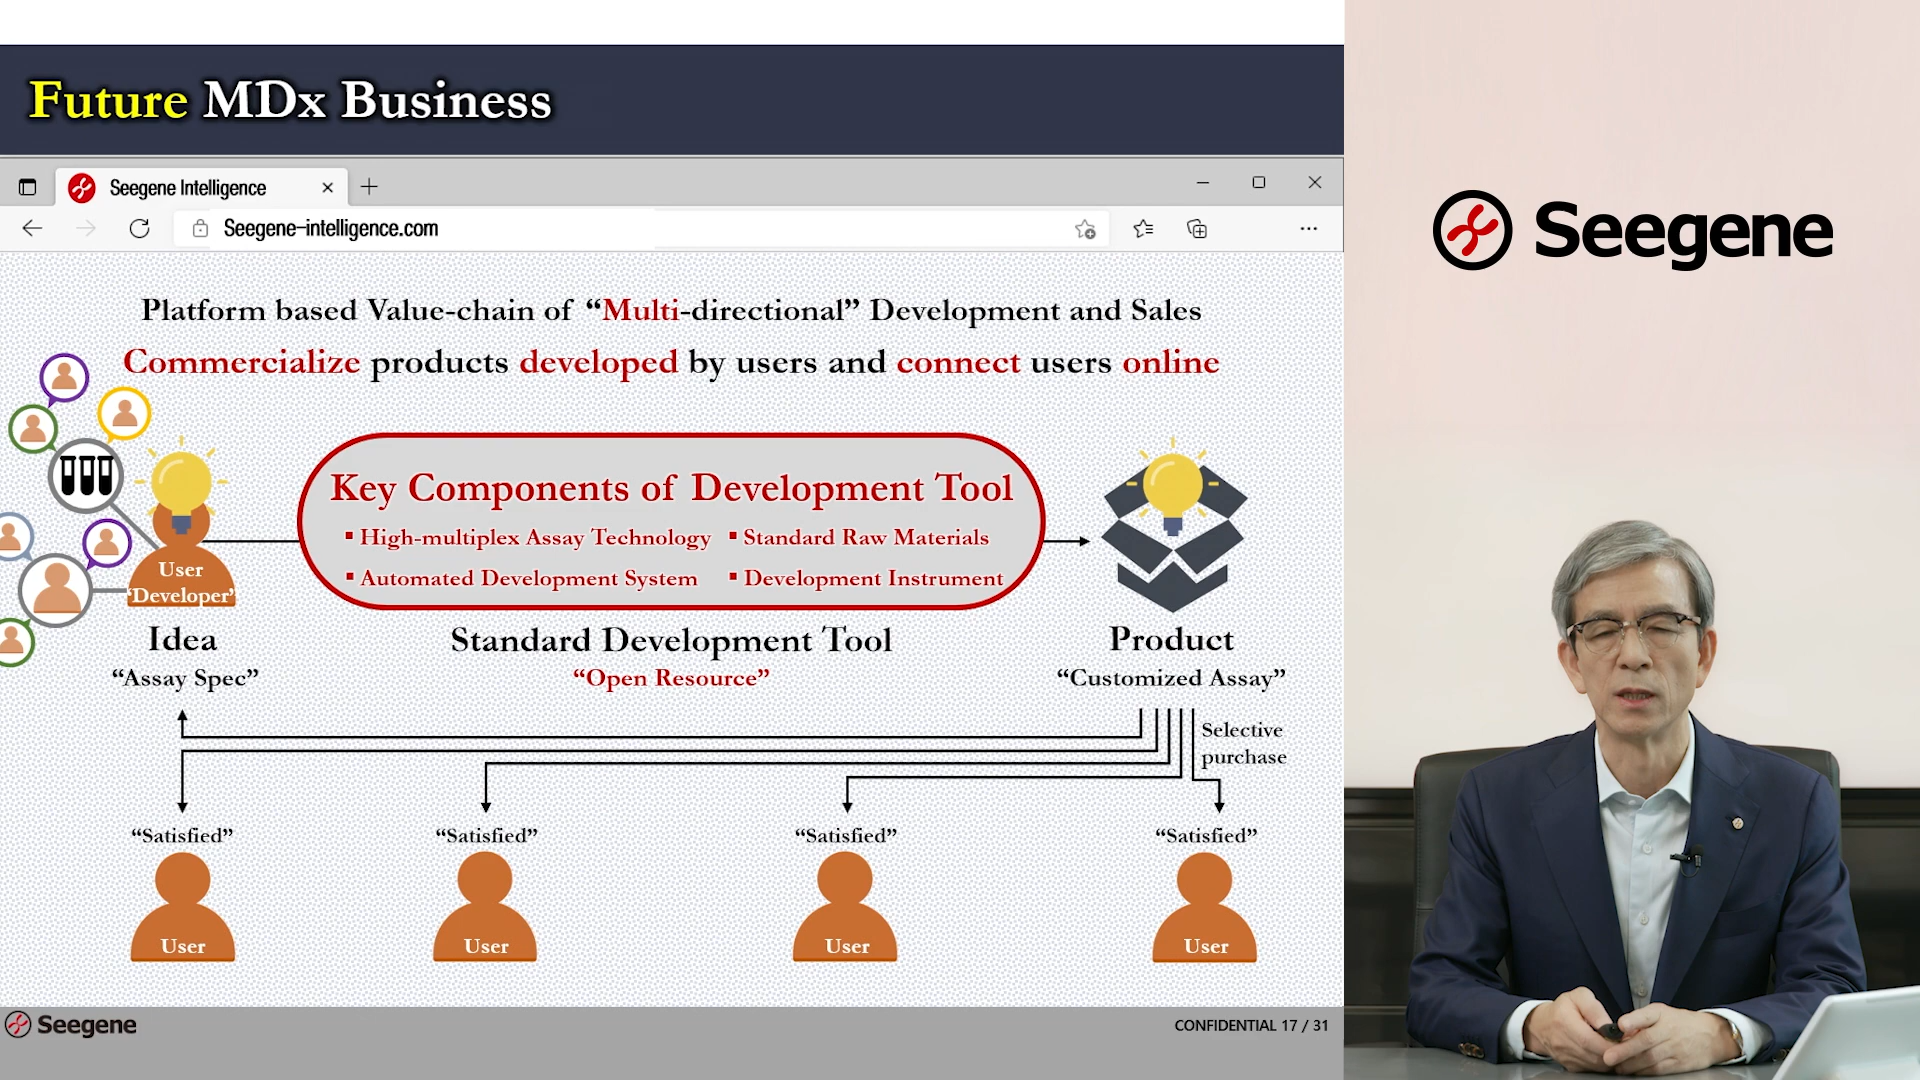 Future MDx Business
Seegene Intelligence
Seegene-intelligence.com
Platform based Value-chain of “Multi-directional” Development and Sales
Commercialize products developed by users and connect users online
Key Components of Development Tool
▪ High-multiplex Assay Technology ▪ Standard Raw Materials
▪ Automated Development System ▪ Development Instrument
User
‘Developer’
Idea
“Assay Spec”
Standard Development Tool
“Open Resource”
Product
“Customized Assay”
Selective
purchase
“Satisfied” “Satisfied” “Satisfied” “Satisfied”
User User User User
Seegene
CONFIDENTIAL 17 / 31
Seegene